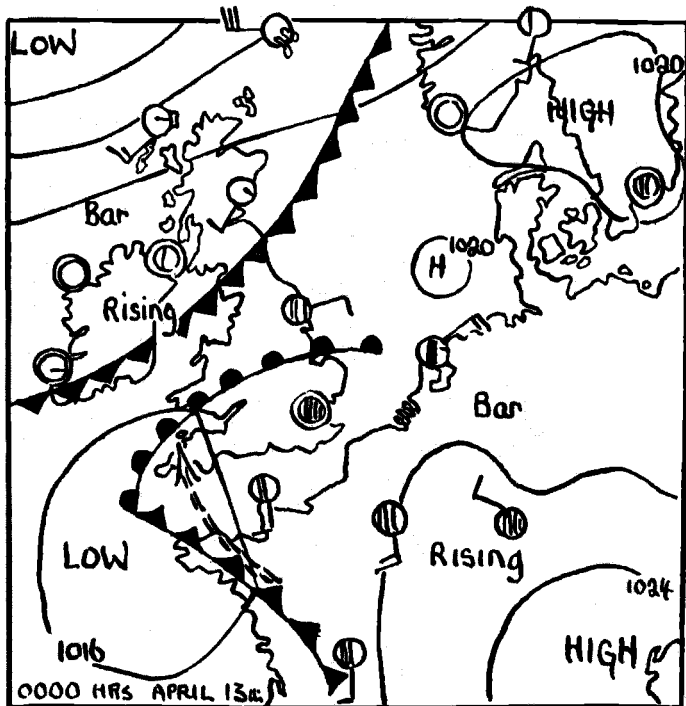 LOW
1020
HIGH
Bar
1020
H
Rising
Bar
LOW
Rising
1024
1016
HIGH
0000 HRS APRIL 13th